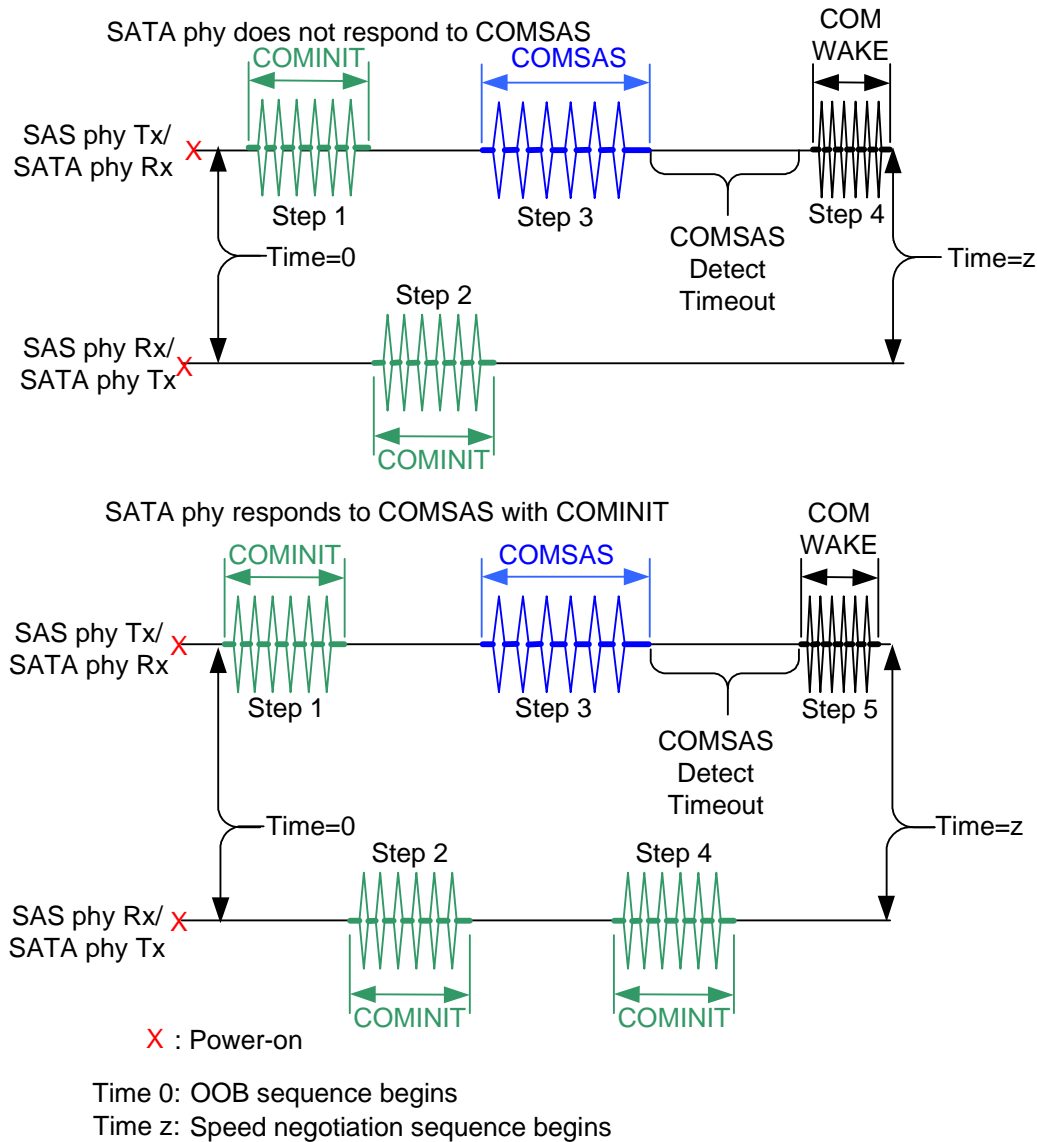 SATA phy does not respond to COMSAS
COMINIT
COMSAS
COM
WAKE
SAS phy Tx/
SATA phy Rx
X
Step 1
Step 3
Step 4
COMSAS
Detect
Timeout
Time=0
Time=z
Step 2
SAS phy Rx/
SATA phy Tx
X
COMINIT
SATA phy responds to COMSAS with COMINIT
COMINIT
COMSAS
COM
WAKE
SAS phy Tx/
SATA phy Rx
X
Step 1
Step 3
Step 5
COMSAS
Detect
Timeout
Time=0
Time=z
Step 2
Step 4
SAS phy Rx/
SATA phy Tx
X
COMINIT
COMINIT
X : Power-on
Time 0: OOB sequence begins
Time z: Speed negotiation sequence begins